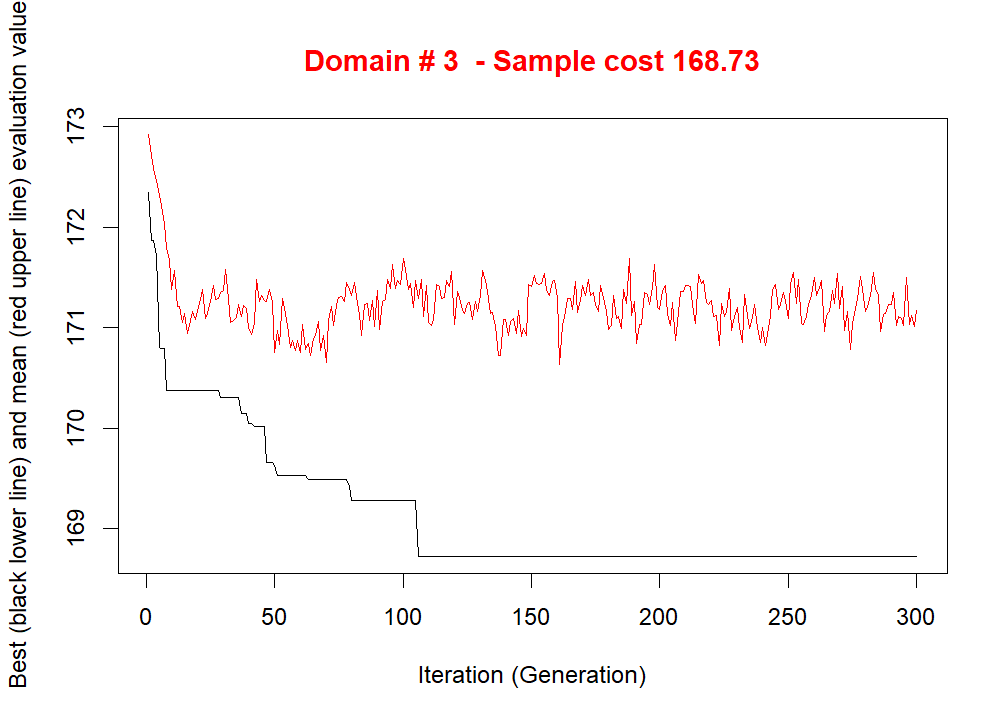 Domain # 3  - Sample cost 168.73
Best (black lower line) and mean (red upper line) evaluation value
173
172
171
170
169
0 50 100 150 200 250 300
Iteration (Generation)